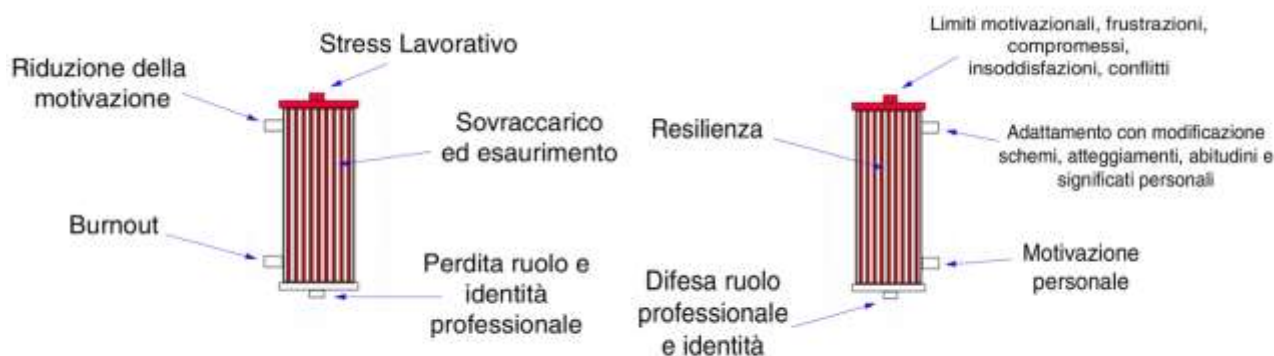 Stress Lavorativo
Riduzione della
motivazione
Sovraccarico
ed esaurimento
Burnout
Perdita ruolo e
identità
professionale
Limiti motivazionali, frustrazioni,
compromessi,
insoddisfazioni, conflitti
Resilienza
Adattamento con modificazione
schemi, atteggiamenti, abitudini e
significati personali
Motivazione
personale
Difesa ruolo
professionale
e identità